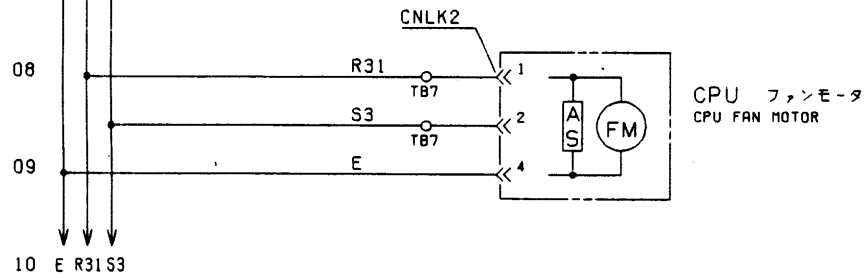 CNLK2
08 R31 1
TB7
CPU ファンモータ
CPU FAN MOTOR
S3 2
TB7
AS FM
09 E 4
10 E R31 S3